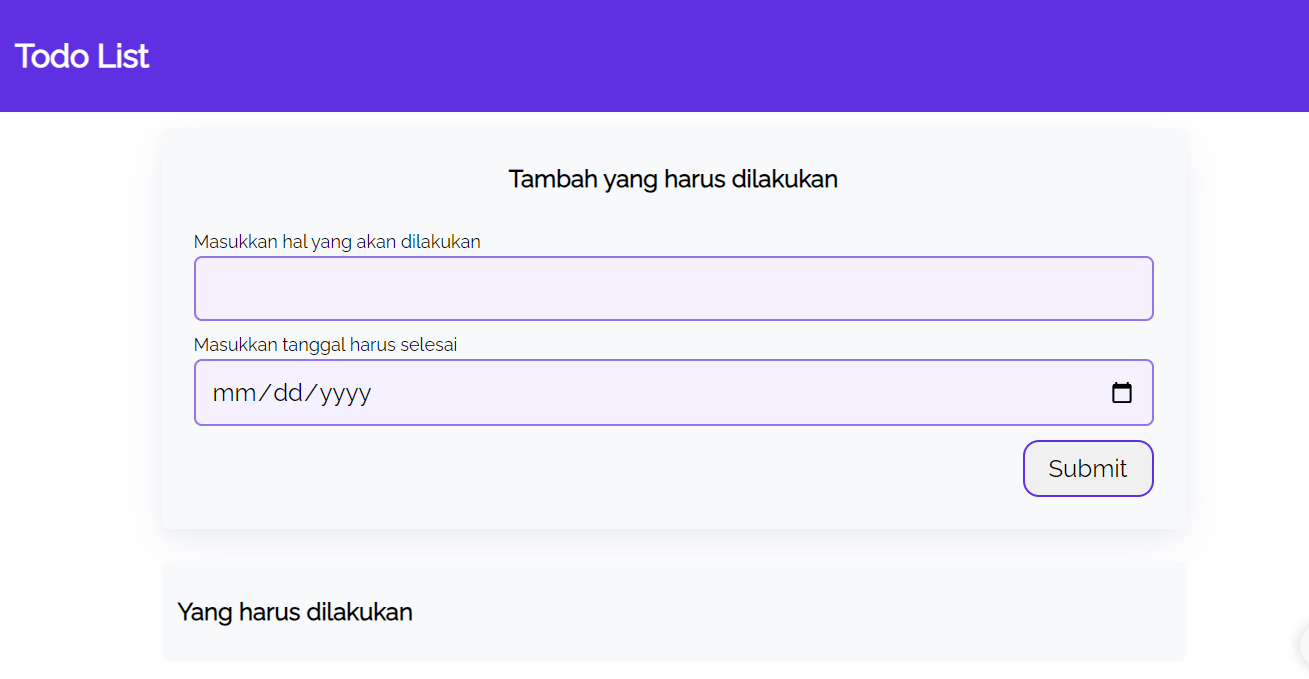 Todo List
Tambah yang harus dilakukan
Masukkan hal yang akan dilakukan
Masukkan tanggal harus selesai
mm/dd/yyyy
Submit
Yang harus dilakukan